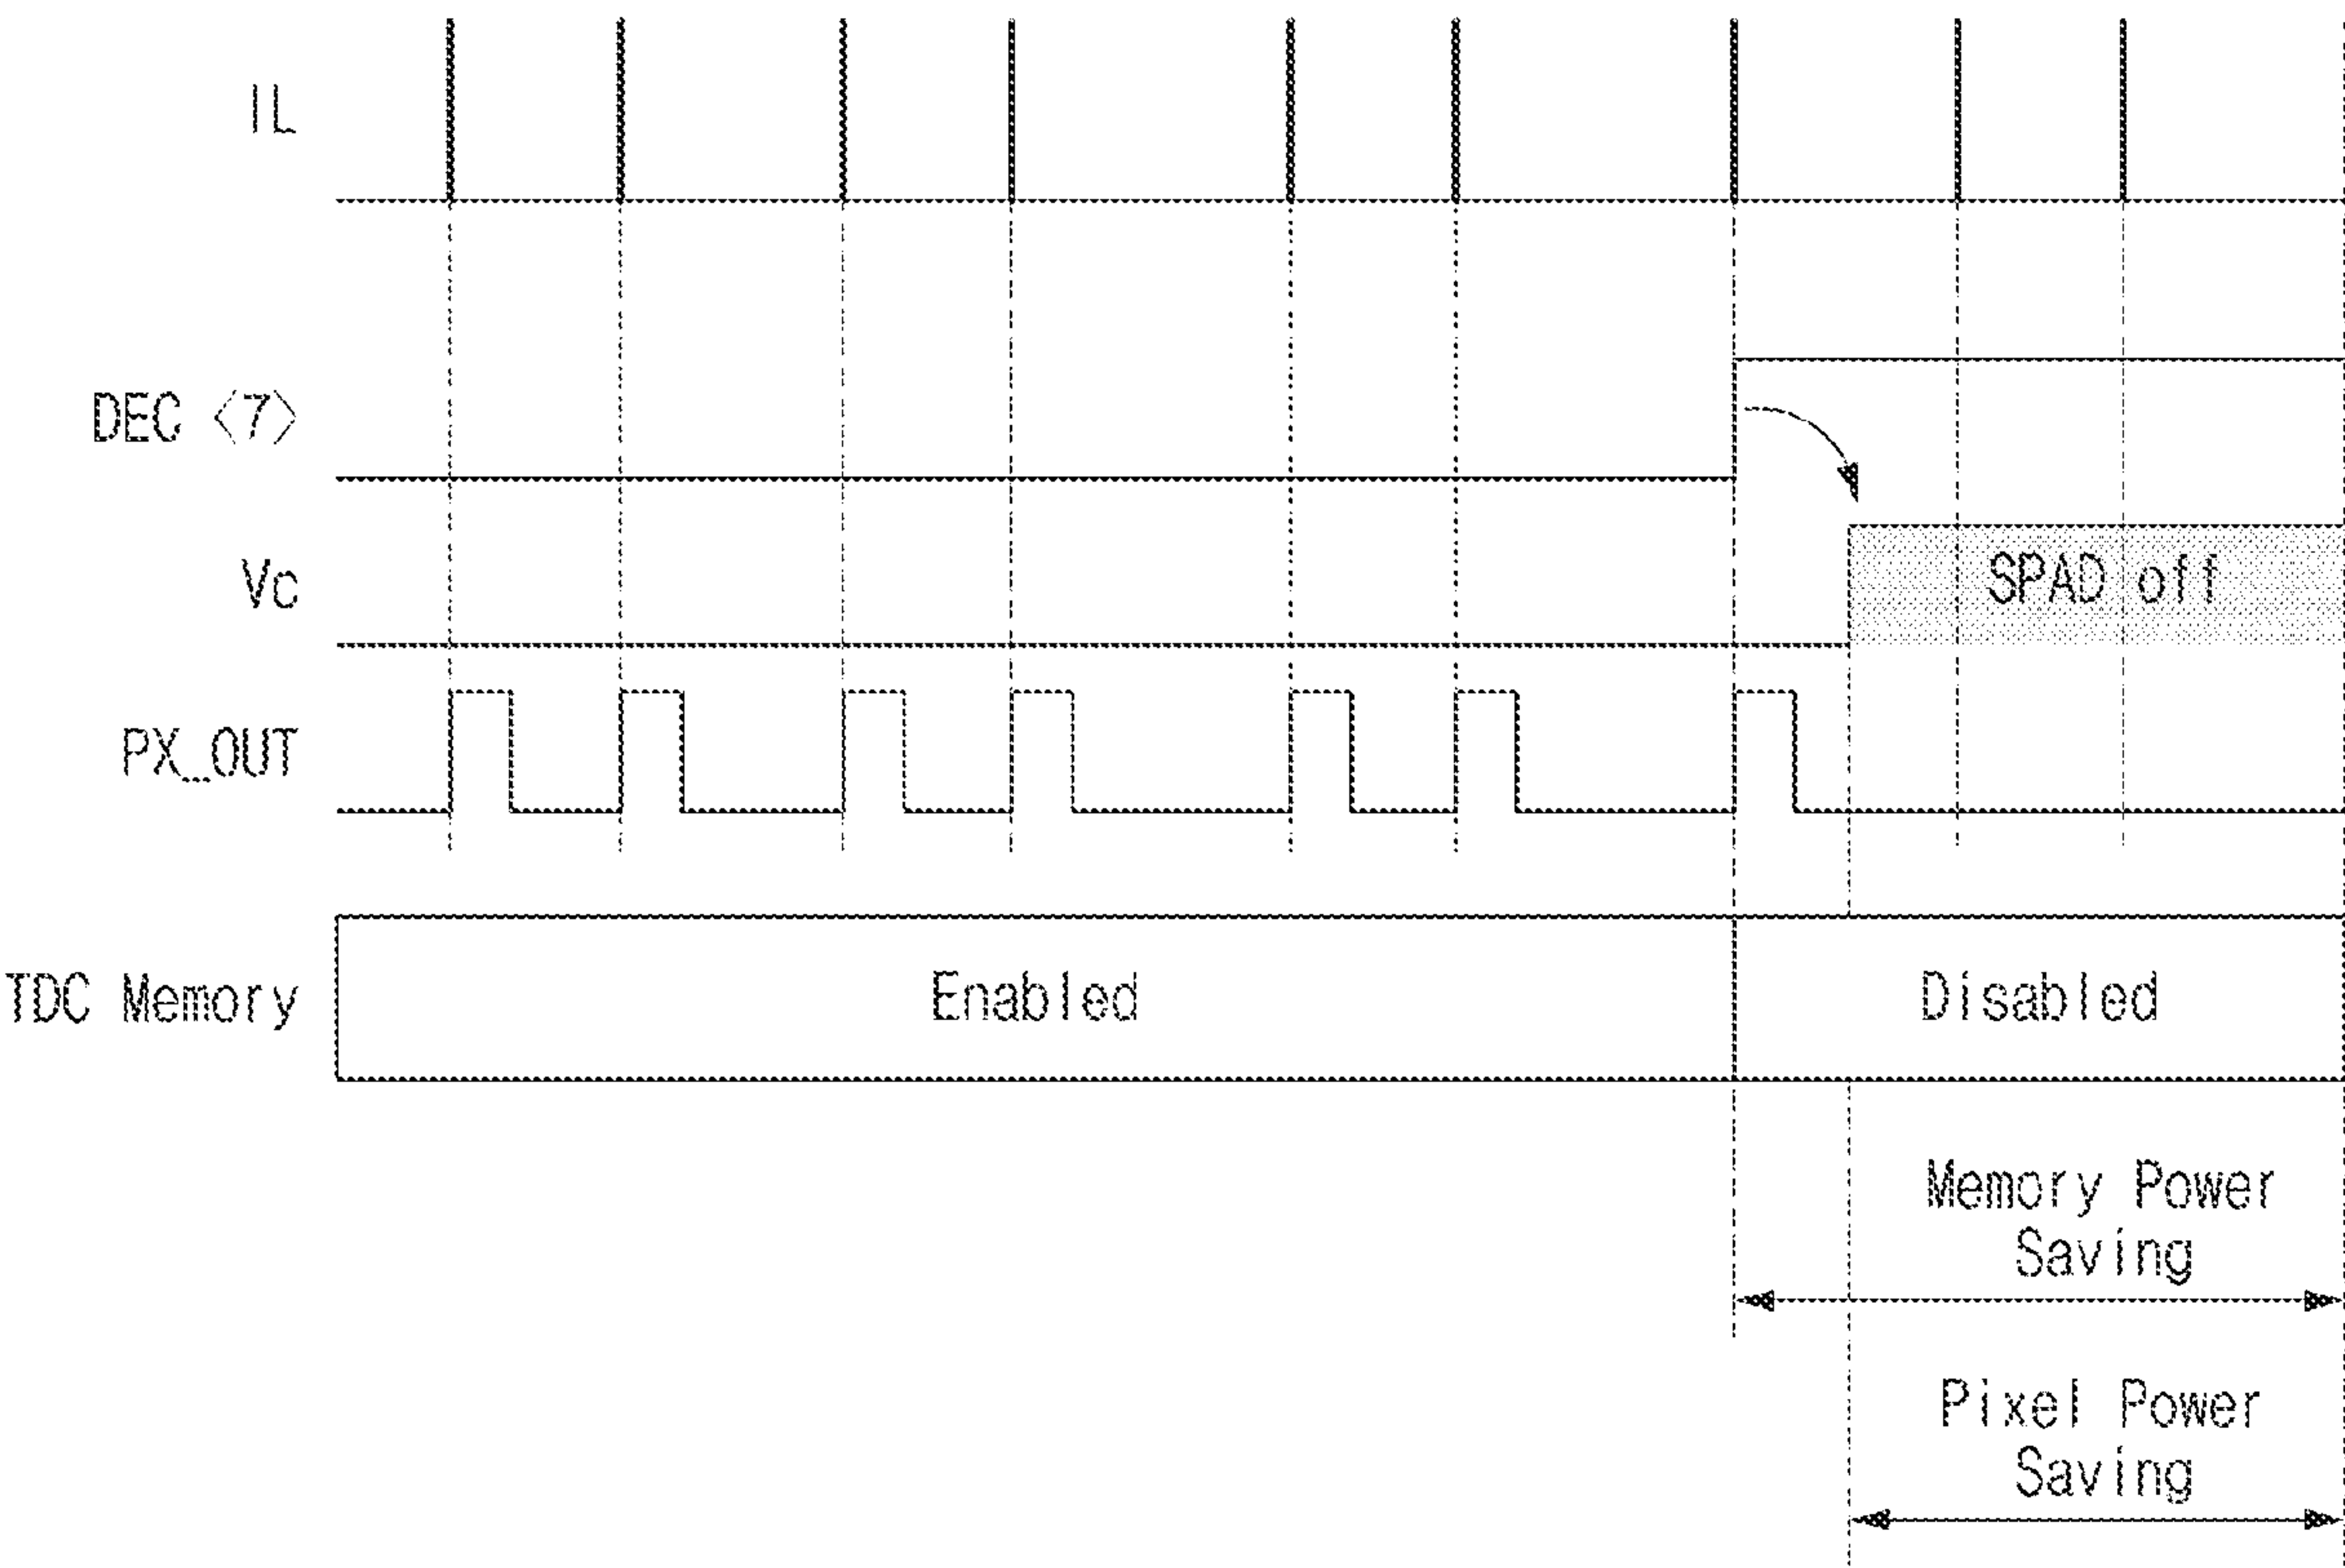 IL
DEC ⟨7⟩
Vc
SPAD off
PX_OUT
TDC Memory
Enabled
Disabled
Memory Power
Saving
Pixel Power
Saving